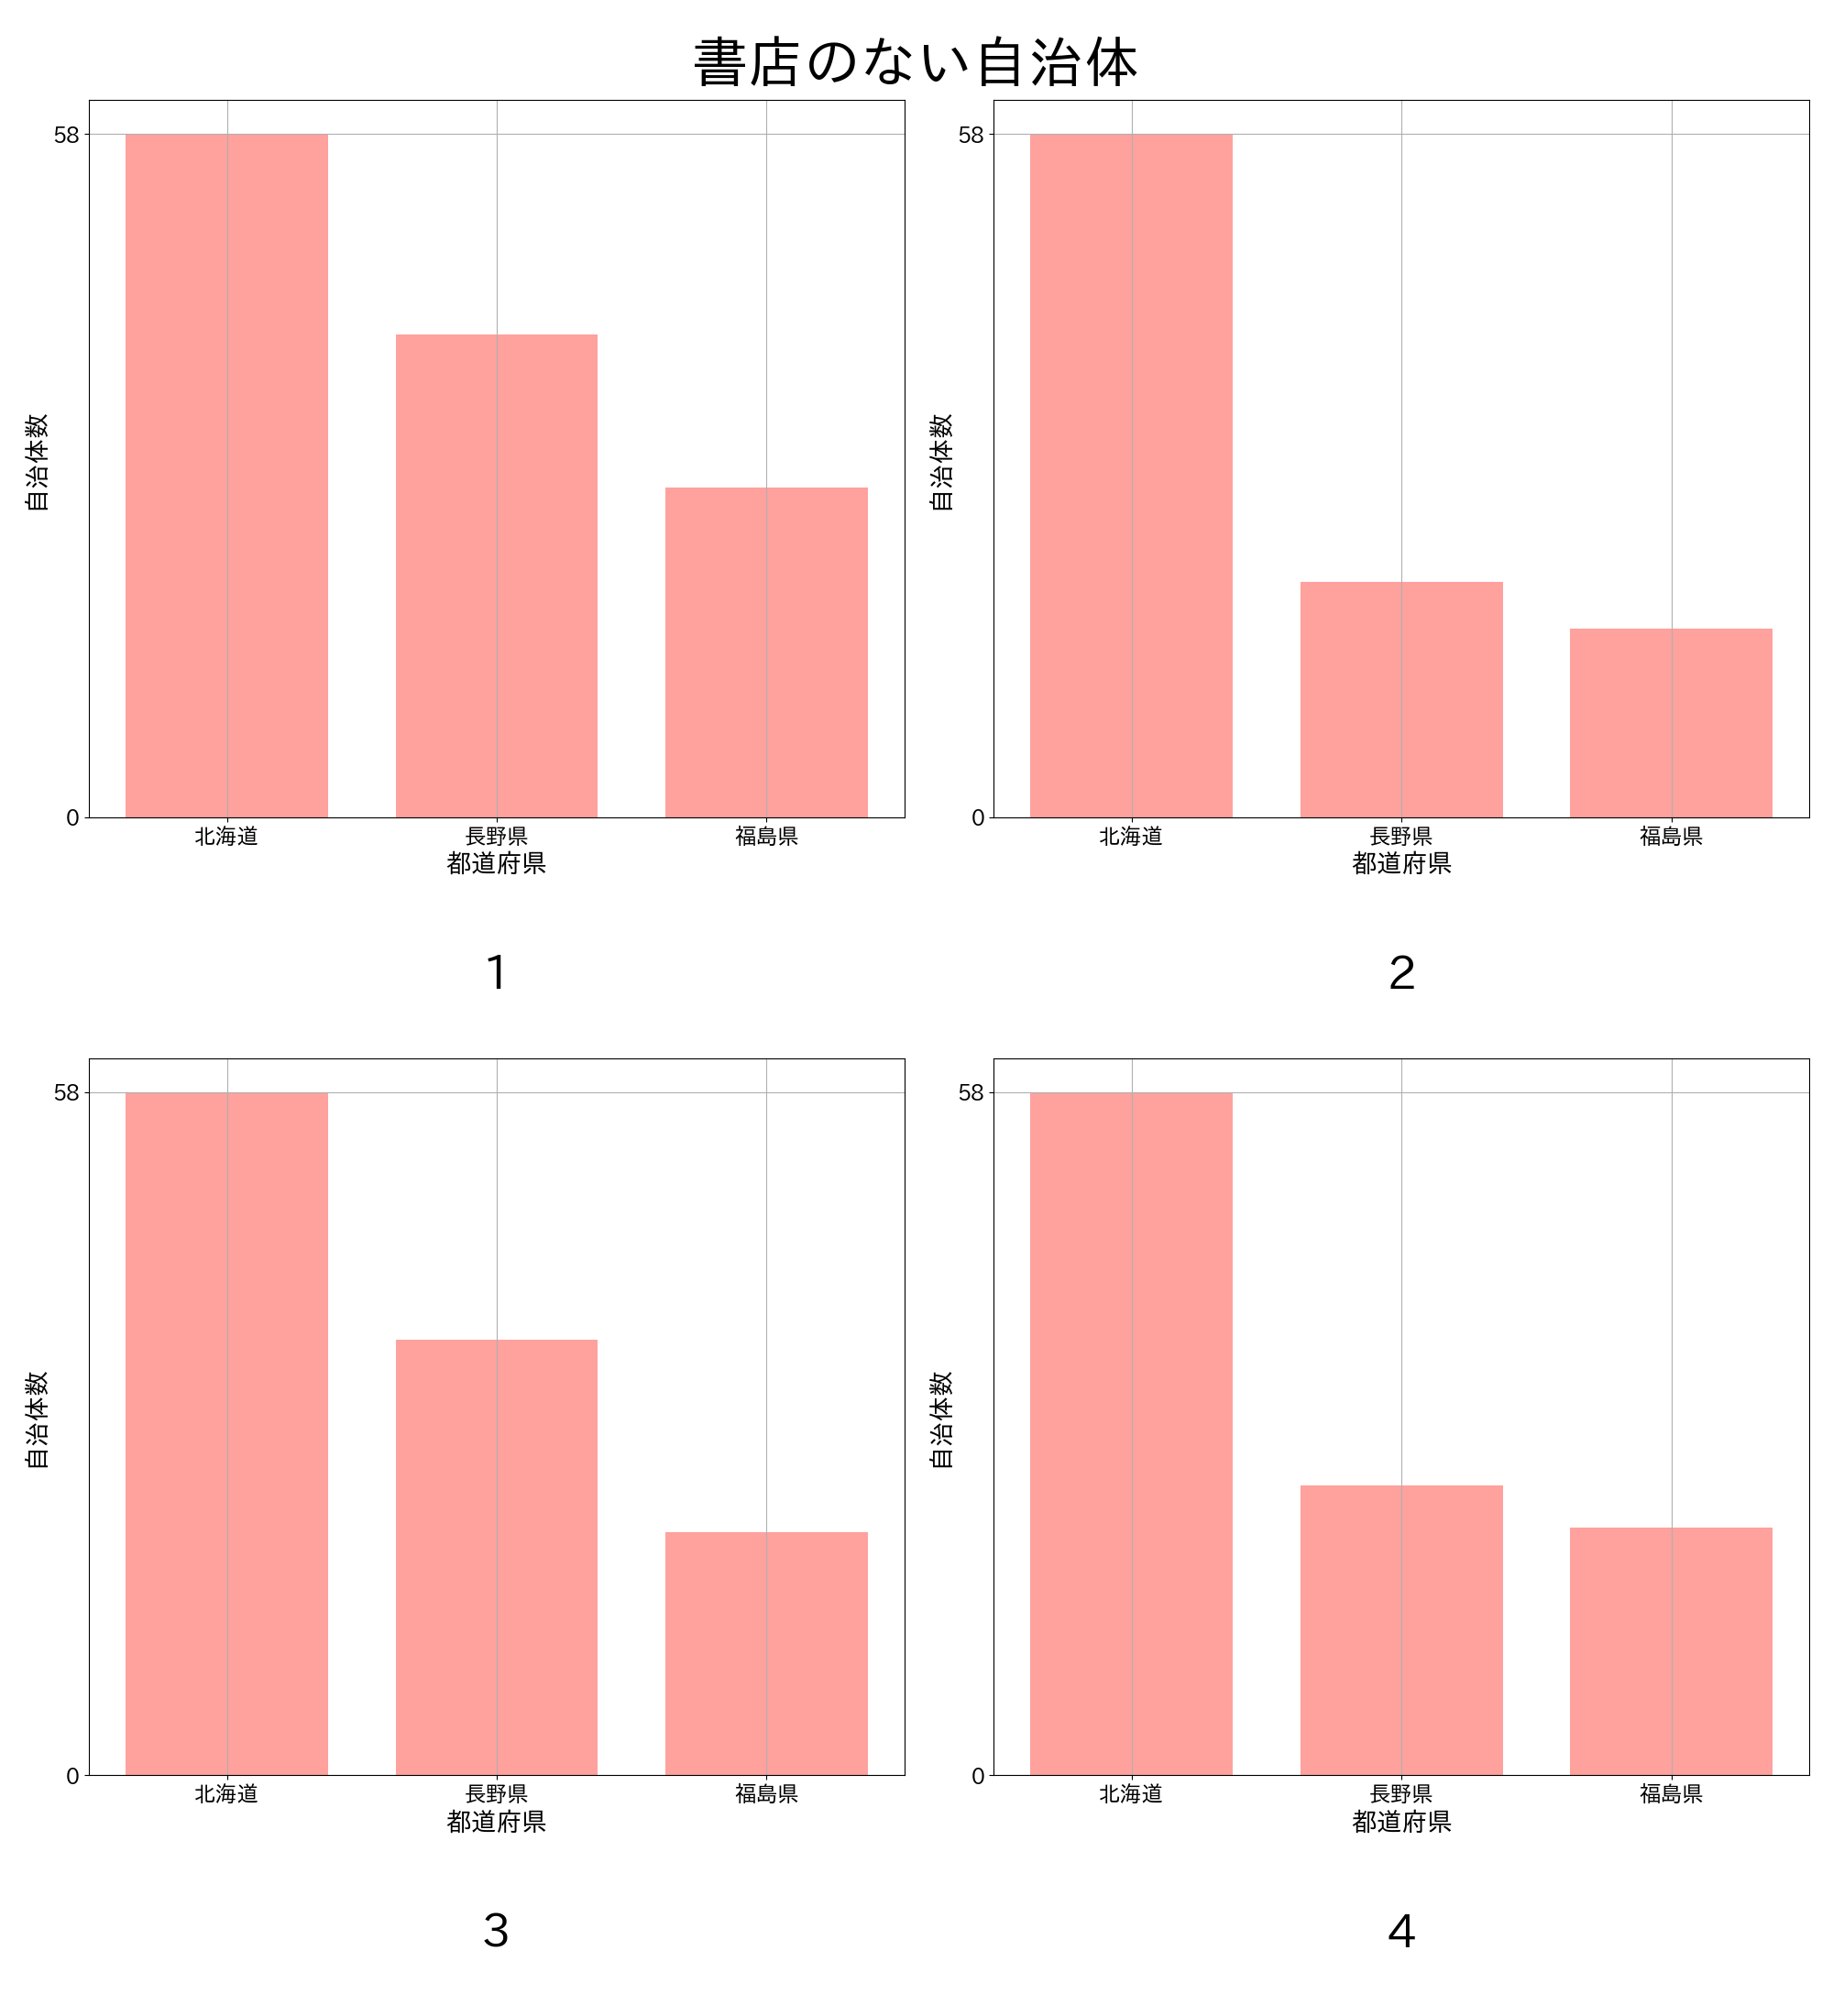 書店のない自治体
58
0
自治体数
北海道
長野県
福島県
都道府県
1
58
0
自治体数
北海道
長野県
福島県
都道府県
2
58
0
自治体数
北海道
長野県
福島県
都道府県
3
58
0
自治体数
北海道
長野県
福島県
都道府県
4